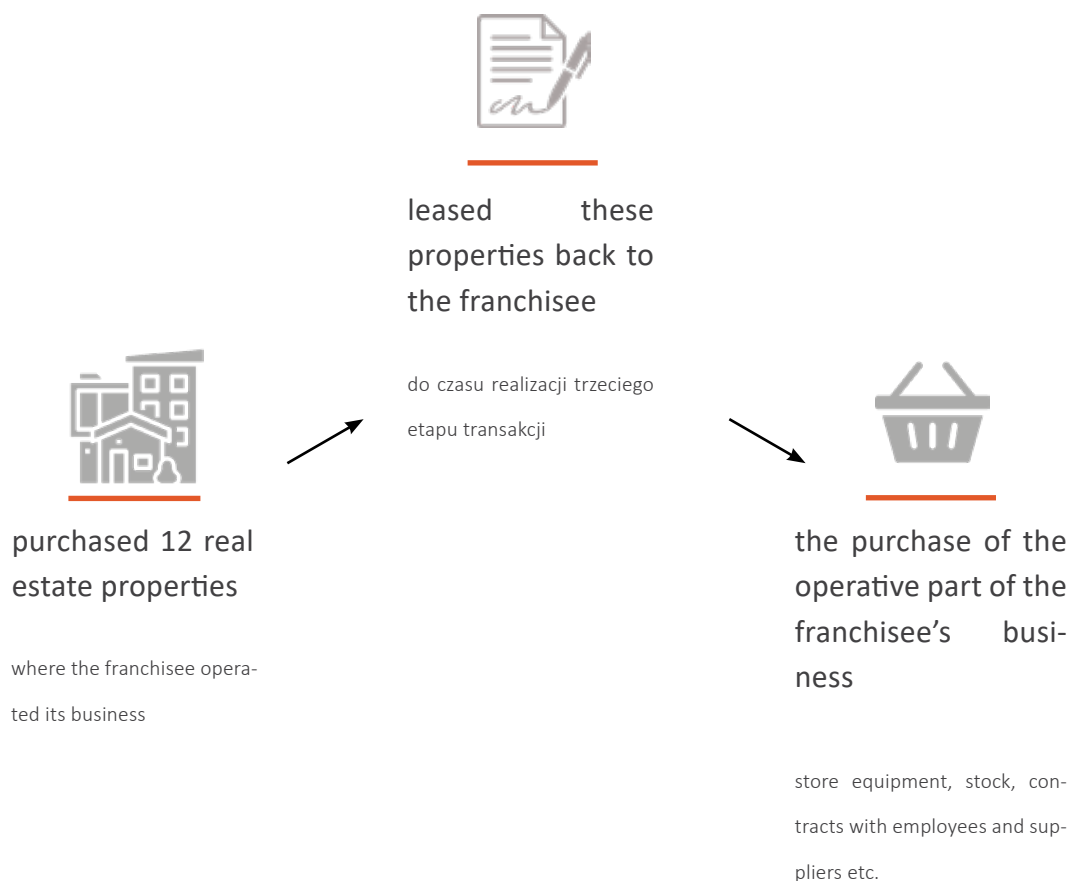 purchased 12 real
estate properties
where the franchisee opera-
ted its business
leased these
properties back to
the franchisee
do czasu realizacji trzeciego
etapu transakcji
the purchase of the
operative part of the
franchisee's busi-
ness
store equipment, stock, con-
tracts with employees and sup-
pliers etc.